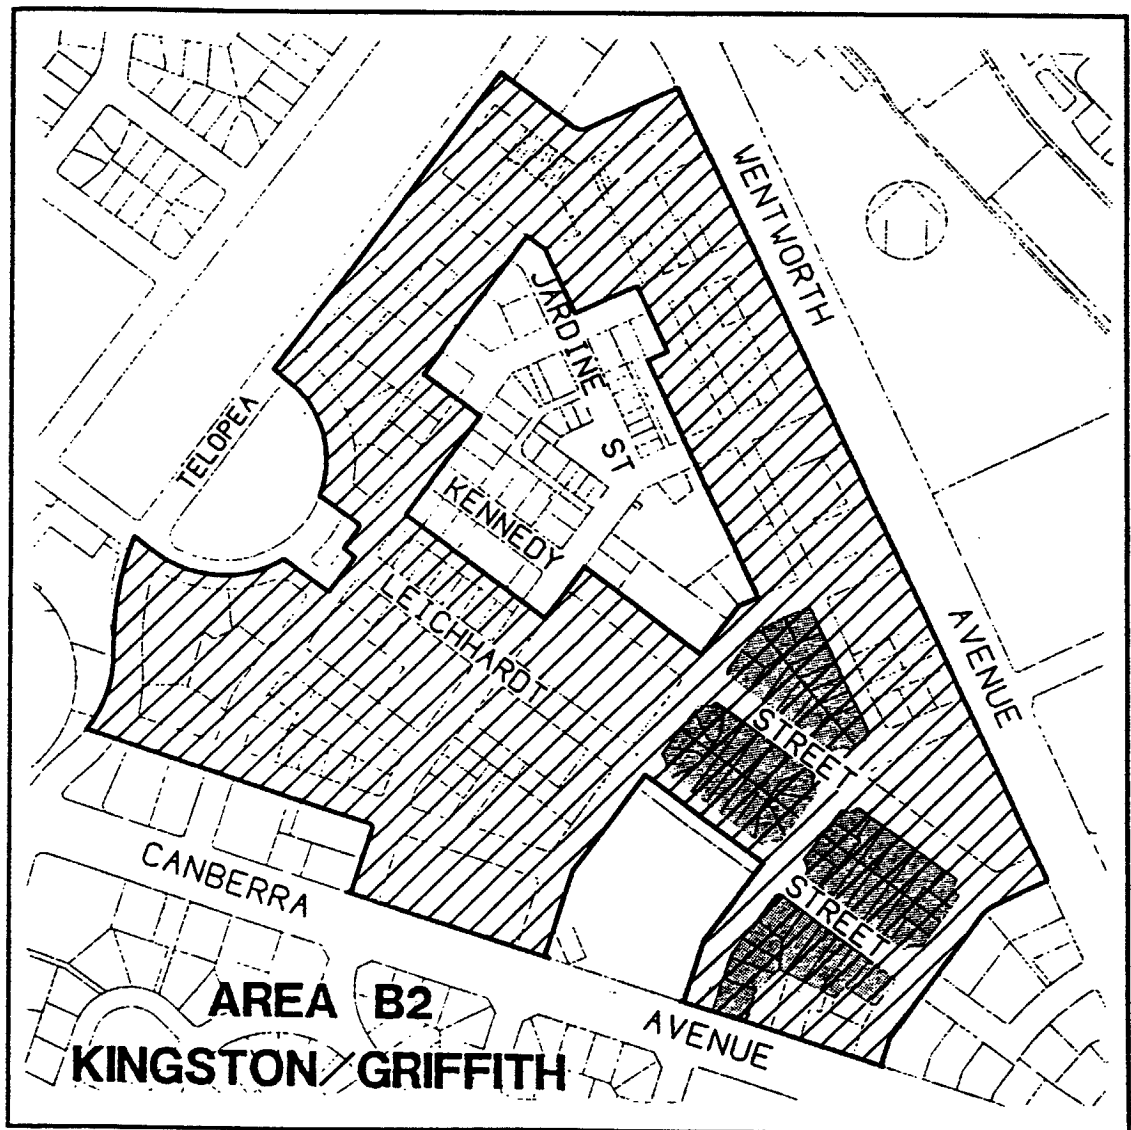 WENTWORTH
AVENUE
JARDINE
ST
TELOPEA
KENNEDY
STREET
LEICHHARDT
STREET
CANBERRA
AVENUE
AREA B2
KINGSTON/GRIFFITH